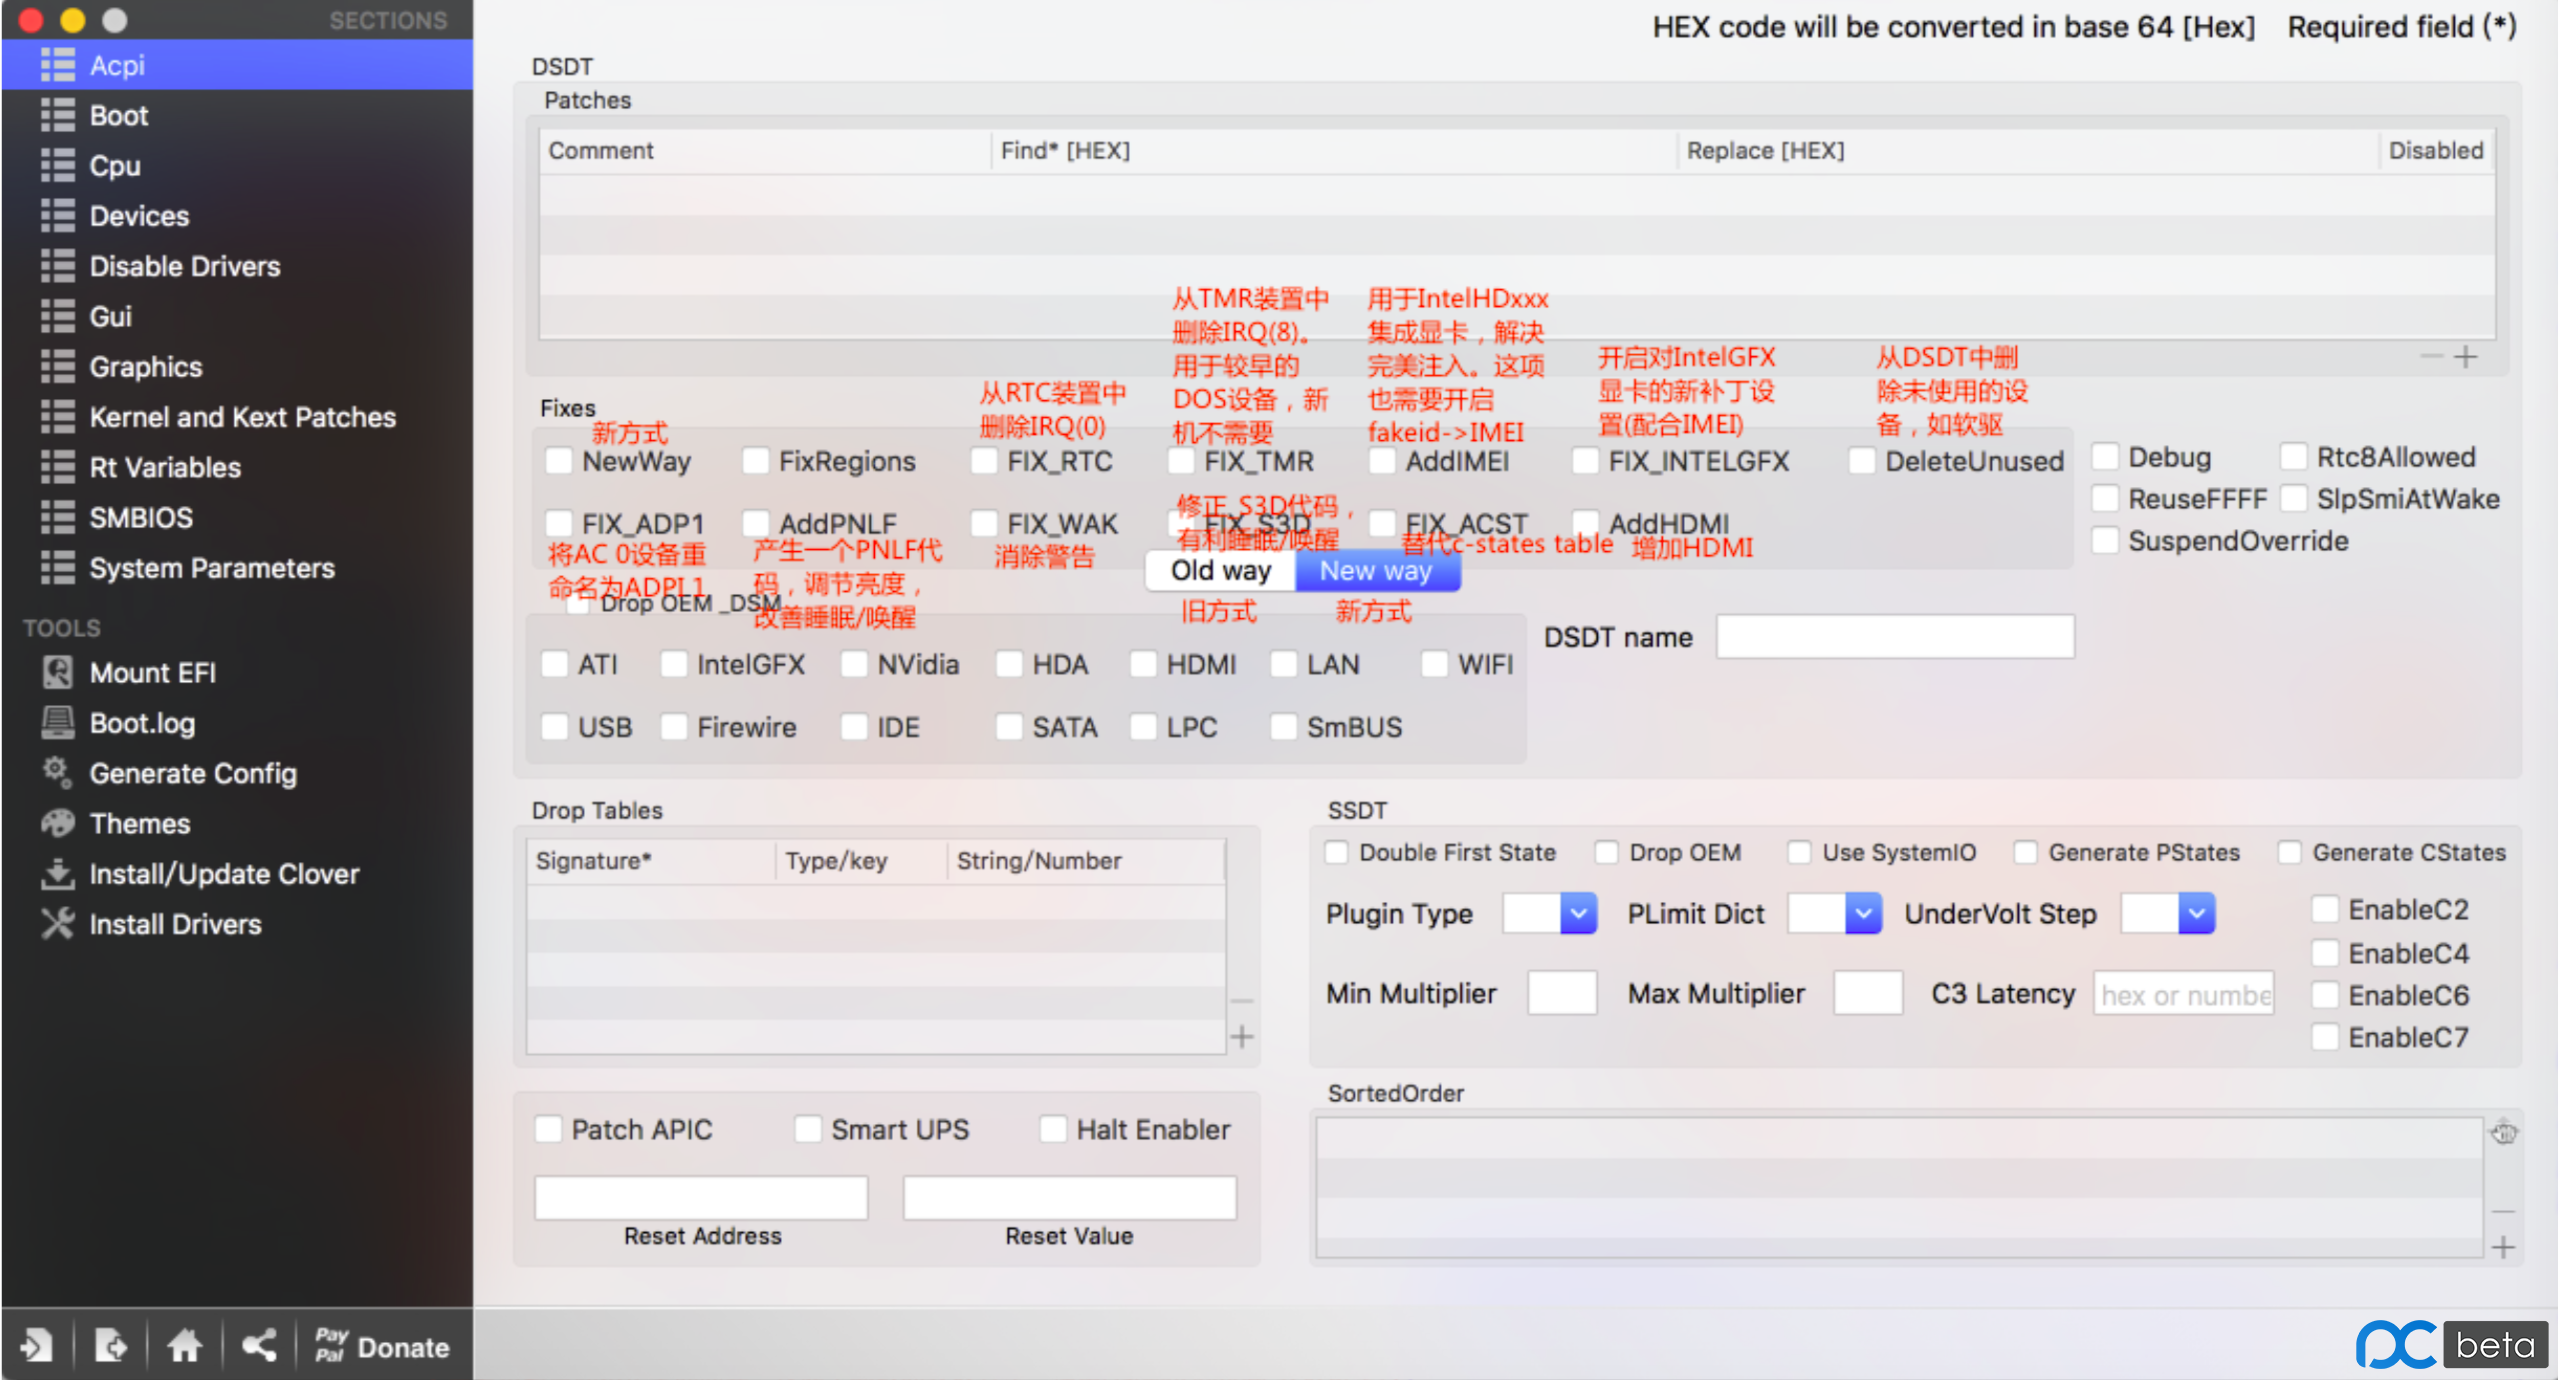 SECTIONS
Acpi
Boot
Cpu
Devices
Disable Drivers
Gui
Graphics
Kernel and Kext Patches
Rt Variables
SMBIOS
System Parameters
TOOLS
Mount EFI
Boot.log
Generate Config
Themes
Install/Update Clover
Install Drivers
Pay
Pal Donate
HEX code will be converted in base 64 [Hex] Required field (*)
DSDT
Patches
Comment Find* [HEX] Replace [HEX] Disabled
从TMR装置中
删除IRQ(8)。
用于较早的
DOS设备，新
机不需要
用于IntelHDxxx
集成显卡，解决
完美注入。这项
也需要开启
fakeid->IMEI
开启对IntelGFX
显卡的新补丁设
置(配合IMEI)
从DSDT中删
除未使用的设
备，如软驱
从RTC装置中
删除IRQ(0)
Fixes
新方式
NewWay FixRegions FIX_RTC FIX_TMR AddIMEI FIX_INTELGFX DeleteUnused
Debug Rtc8Allowed
ReuseFFFF SlpSmiAtWake
SuspendOverride
FIX_ADP1 AddPNLF FIX_WAK FIX_S3D FIX_ACST AddHDMI
将AC 0设备重
命名为ADPI 1
产生一个PNLF代
码，调节亮度，
改善睡眠/唤醒
消除警告
修正_S3D代码，
有利睡眠/唤醒
替代c-states table
增加HDMI
Old way New way
旧方式 新方式
Drop OEM _DSM
ATI IntelGFX NVidia HDA HDMI LAN WIFI
USB Firewire IDE SATA LPC SmBUS
DSDT name
Drop Tables
Signature* Type/key String/Number
SSDT
Double First State Drop OEM Use SystemIO Generate PStates Generate CStates
Plugin Type PLimit Dict UnderVolt Step EnableC2
EnableC4
Min Multiplier Max Multiplier C3 Latency hex or numbe EnableC6
EnableC7
Patch APIC Smart UPS Halt Enabler
Reset Address Reset Value
SortedOrder
pc beta